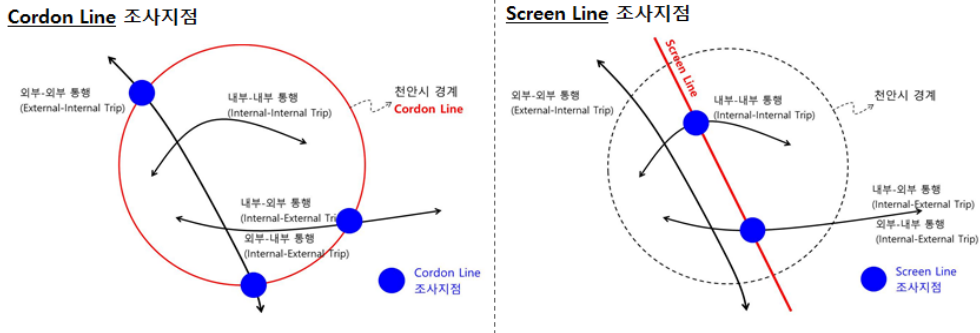 Cordon Line 조사지점
외부-외부 통행
(External-Internal Trip)
내부-내부 통행
(Internal-Internal Trip)
천안시 경계
Cordon Line
내부-외부 통행
(Internal-External Trip)
외부-내부 통행
(Internal-External Trip)
Cordon Line
조사지점
Screen Line 조사지점
Screen Line
외부-외부 통행
(External-Internal Trip)
내부-내부 통행
(Internal-Internal Trip)
천안시 경계
내부-외부 통행
(Internal-External Trip)
외부-내부 통행
(Internal-External Trip)
Screen Line
조사지점